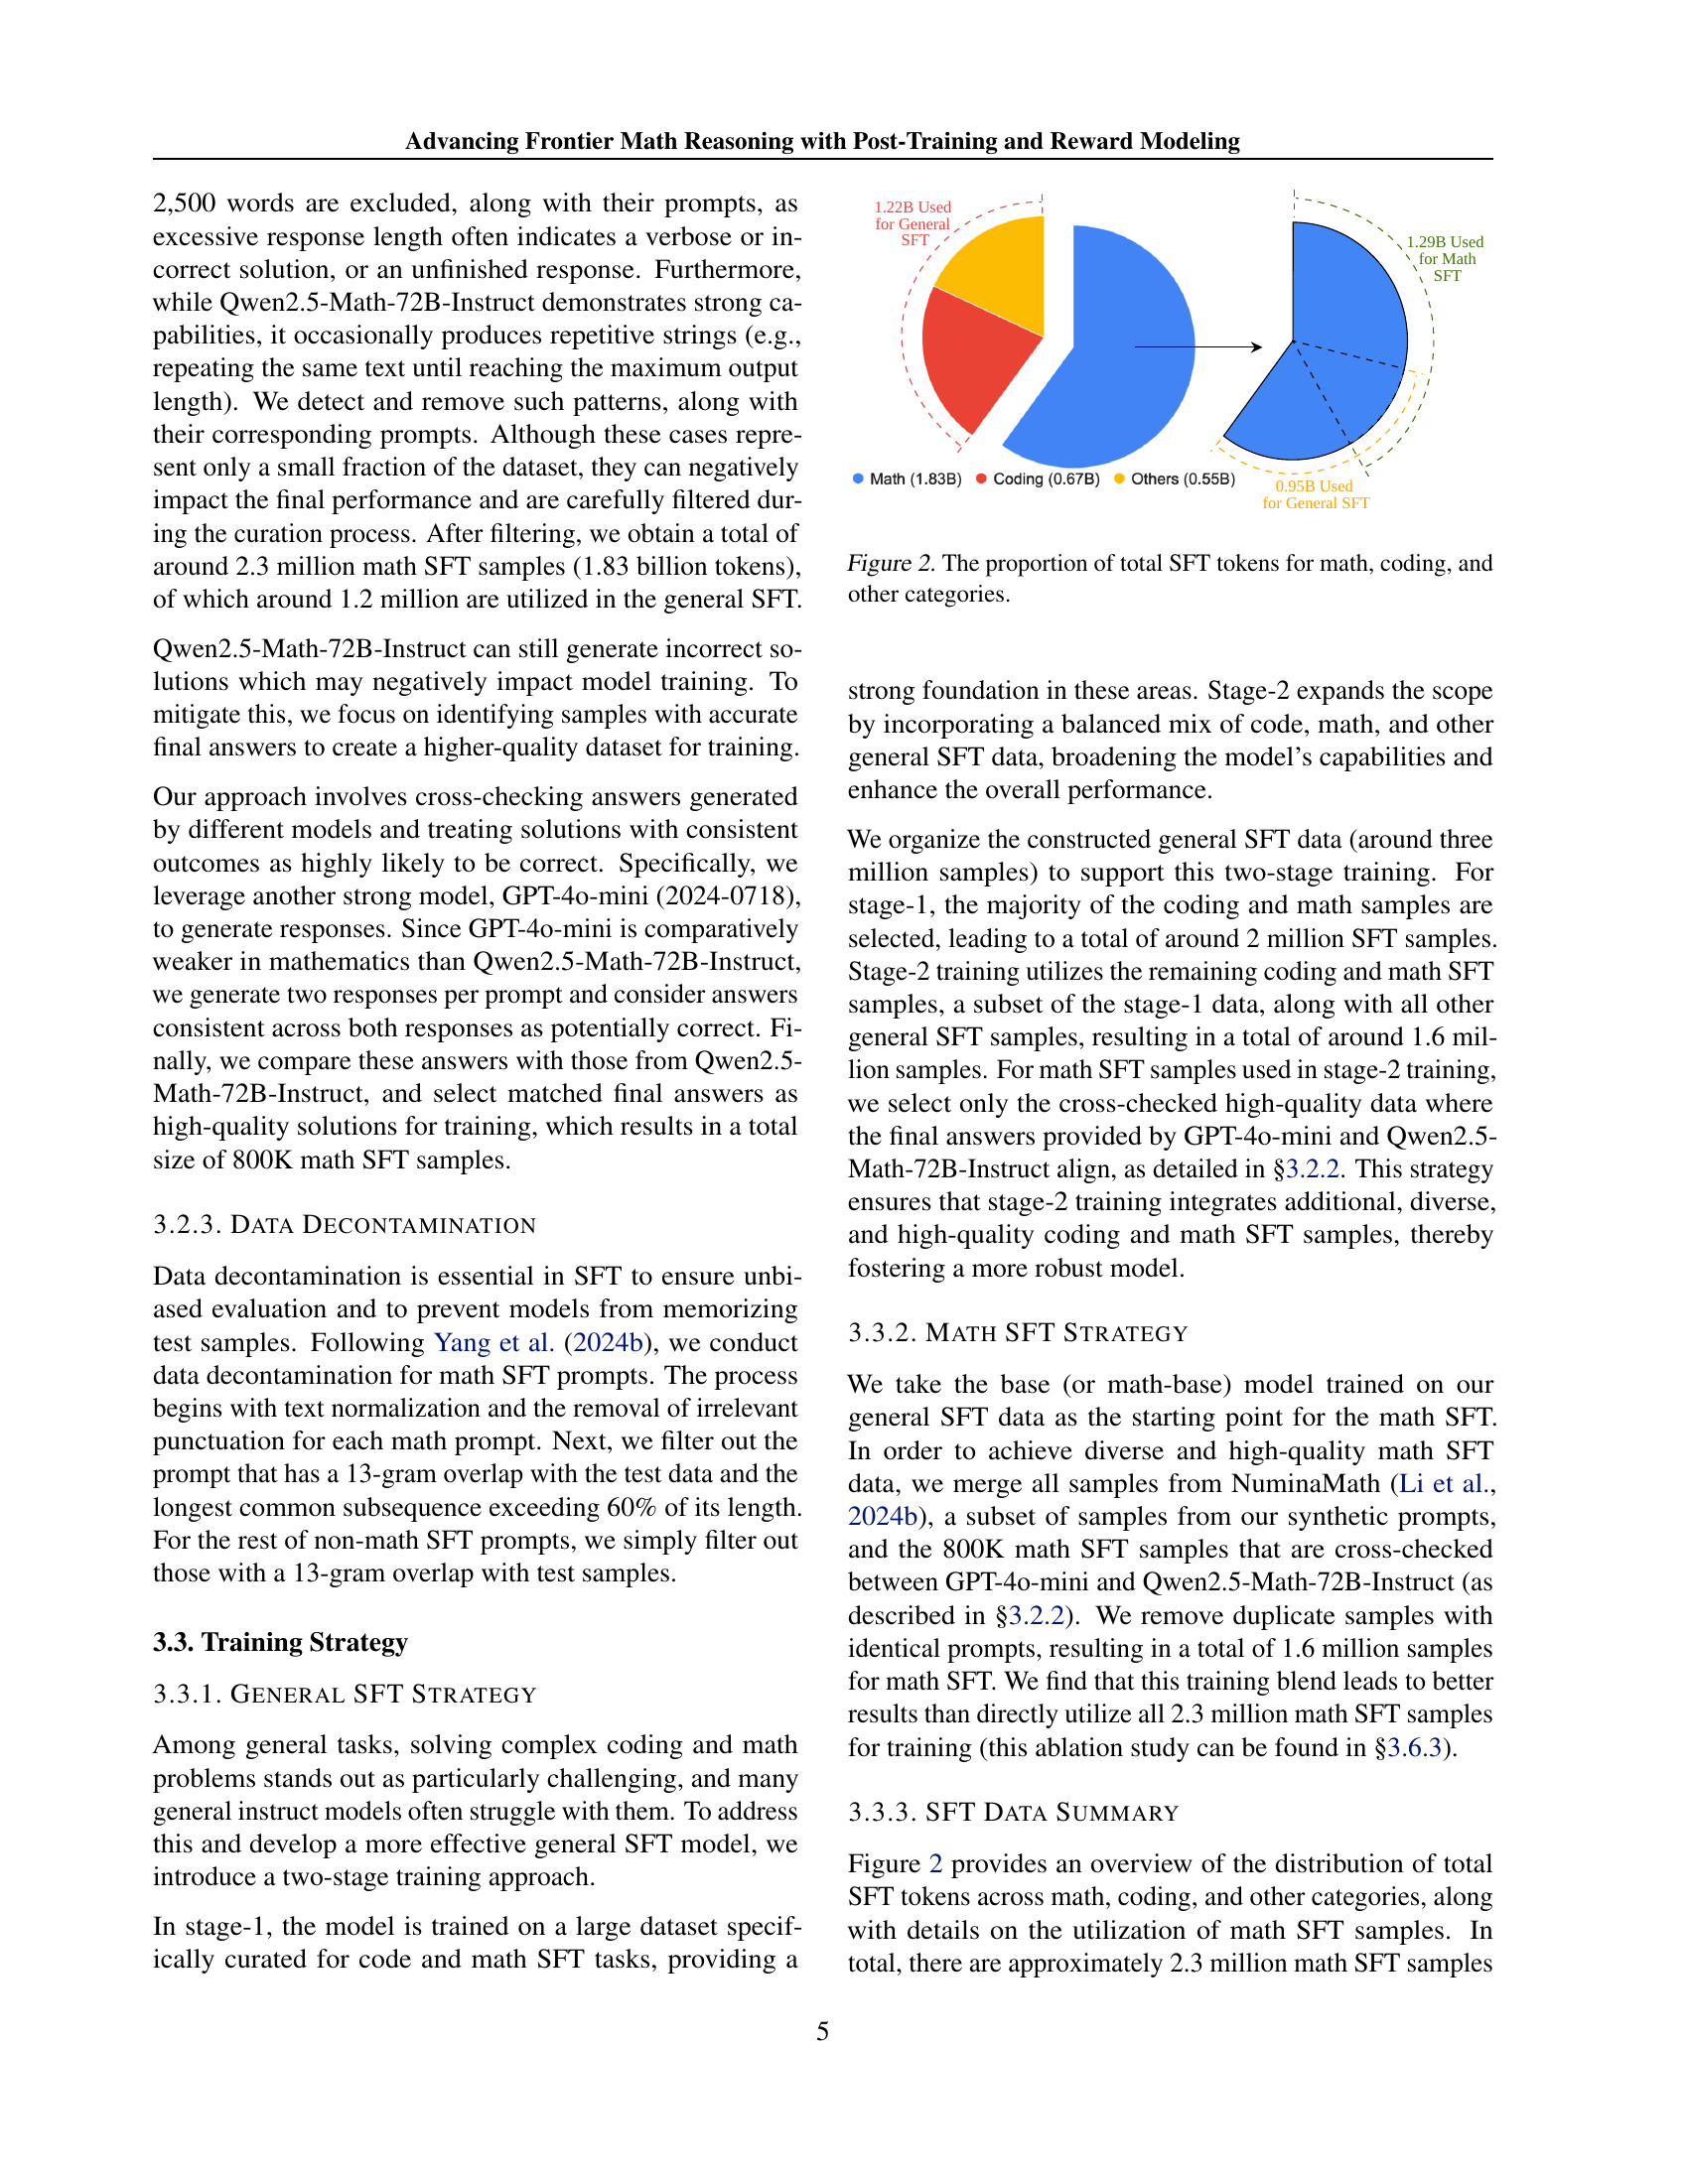 Advancing Frontier Math Reasoning with Post-Training and Reward Modeling
2,500 words are excluded, along with their prompts, as
excessive response length often indicates a verbose or in-
correct solution, or an unfinished response. Furthermore,
while Qwen2.5-Math-72B-Instruct demonstrates strong ca-
pabilities, it occasionally produces repetitive strings (e.g.,
repeating the same text until reaching the maximum output
length). We detect and remove such patterns, along with
their corresponding prompts. Although these cases repre-
sent only a small fraction of the dataset, they can negatively
impact the final performance and are carefully filtered dur-
ing the curation process. After filtering, we obtain a total of
around 2.3 million math SFT samples (1.83 billion tokens),
of which around 1.2 million are utilized in the general SFT.
Qwen2.5-Math-72B-Instruct can still generate incorrect so-
lutions which may negatively impact model training. To
mitigate this, we focus on identifying samples with accurate
final answers to create a higher-quality dataset for training.
Our approach involves cross-checking answers generated
by different models and treating solutions with consistent
outcomes as highly likely to be correct. Specifically, we
leverage another strong model, GPT-4o-mini (2024-0718),
to generate responses. Since GPT-4o-mini is comparatively
weaker in mathematics than Qwen2.5-Math-72B-Instruct,
we generate two responses per prompt and consider answers
consistent across both responses as potentially correct. Fi-
nally, we compare these answers with those from Qwen2.5-
Math-72B-Instruct, and select matched final answers as
high-quality solutions for training, which results in a total
size of 800K math SFT samples.
3.2.3. DATA DECONTAMINATION
Data decontamination is essential in SFT to ensure unbi-
ased evaluation and to prevent models from memorizing
test samples. Following Yang et al. (2024b), we conduct
data decontamination for math SFT prompts. The process
begins with text normalization and the removal of irrelevant
punctuation for each math prompt. Next, we filter out the
prompt that has a 13-gram overlap with the test data and the
longest common subsequence exceeding 60% of its length.
For the rest of non-math SFT prompts, we simply filter out
those with a 13-gram overlap with test samples.
3.3. Training Strategy
3.3.1. GENERAL SFT STRATEGY
Among general tasks, solving complex coding and math
problems stands out as particularly challenging, and many
general instruct models often struggle with them. To address
this and develop a more effective general SFT model, we
introduce a two-stage training approach.
In stage-1, the model is trained on a large dataset specif-
ically curated for code and math SFT tasks, providing a
1.22B Used
for General
SFT
1.29B Used
for Math
SFT
Math (1.83B) Coding (0.67B) Others (0.55B)
0.95B Used
for General SFT
Figure 2. The proportion of total SFT tokens for math, coding, and
other categories.
strong foundation in these areas. Stage-2 expands the scope
by incorporating a balanced mix of code, math, and other
general SFT data, broadening the model's capabilities and
enhance the overall performance.
We organize the constructed general SFT data (around three
million samples) to support this two-stage training. For
stage-1, the majority of the coding and math samples are
selected, leading to a total of around 2 million SFT samples.
Stage-2 training utilizes the remaining coding and math SFT
samples, a subset of the stage-1 data, along with all other
general SFT samples, resulting in a total of around 1.6 mil-
lion samples. For math SFT samples used in stage-2 training,
we select only the cross-checked high-quality data where
the final answers provided by GPT-4o-mini and Qwen2.5-
Math-72B-Instruct align, as detailed in §3.2.2. This strategy
ensures that stage-2 training integrates additional, diverse,
and high-quality coding and math SFT samples, thereby
fostering a more robust model.
3.3.2. MATH SFT STRATEGY
We take the base (or math-base) model trained on our
general SFT data as the starting point for the math SFT.
In order to achieve diverse and high-quality math SFT
data, we merge all samples from NuminaMath (Li et al.,
2024b), a subset of samples from our synthetic prompts,
and the 800K math SFT samples that are cross-checked
between GPT-4o-mini and Qwen2.5-Math-72B-Instruct (as
described in §3.2.2). We remove duplicate samples with
identical prompts, resulting in a total of 1.6 million samples
for math SFT. We find that this training blend leads to better
results than directly utilize all 2.3 million math SFT samples
for training (this ablation study can be found in §3.6.3).
3.3.3. SFT DATA SUMMARY
Figure 2 provides an overview of the distribution of total
SFT tokens across math, coding, and other categories, along
with details on the utilization of math SFT samples. In
total, there are approximately 2.3 million math SFT samples
5